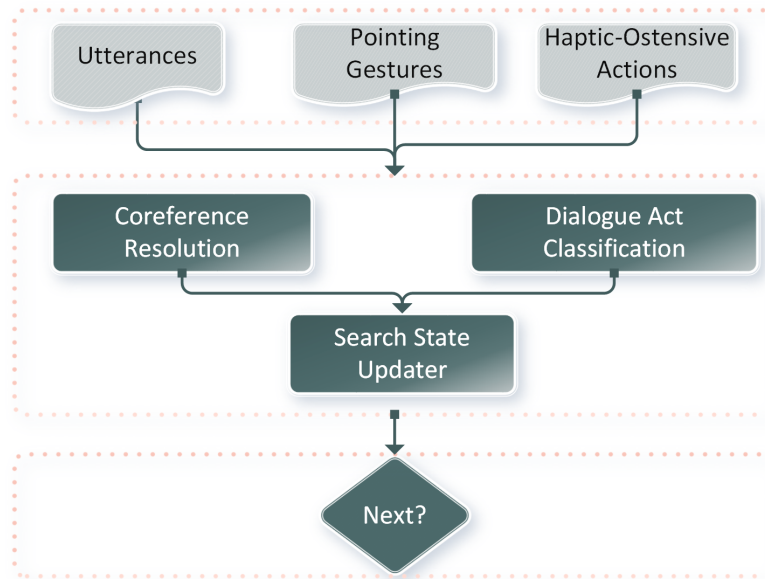 Utterances
Pointing
Gestures
Haptic-Ostensive
Actions
Coreference
Resolution
Dialogue Act
Classification
Search State
Updater
Next?